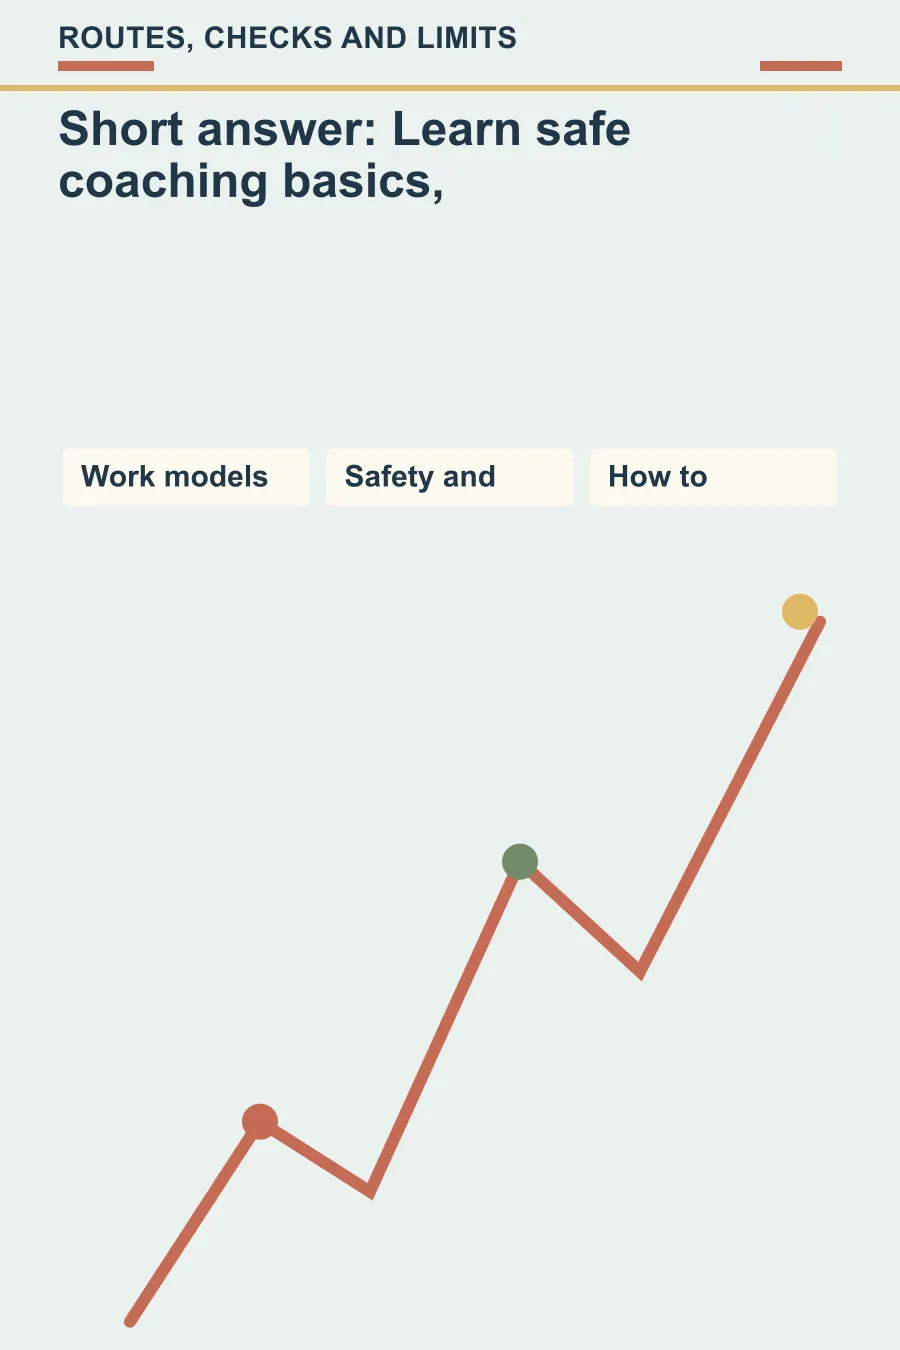 ROUTES, CHECKS AND LIMITS
Short answer: Learn safe
coaching basics,
Work models
Safety and
How to